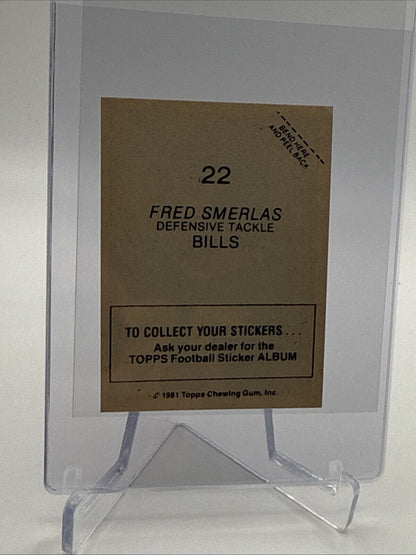 BEND HERE
AND PEEL BACK
22
FRED SMERLAS
DEFENSIVE TACKLE
BILLS
TO COLLECT YOUR STICKERS . . .
Ask your dealer for the
TOPPS Football Sticker ALBUM
© 1981 Topps Chewing Gum, Inc.